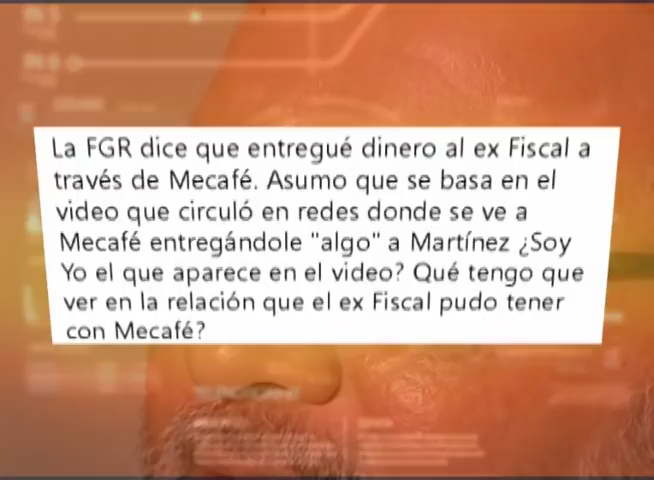 La FGR dice que entregué dinero al ex Fiscal a
través de Mecafé. Asumo que se basa en el
video que circuló en redes donde se ve a
Mecafé entregándole "algo" a Martínez ¿Soy
Yo el que aparece en el video? Qué tengo que
ver en la relación que el ex Fiscal pudo tener
con Mecafé?